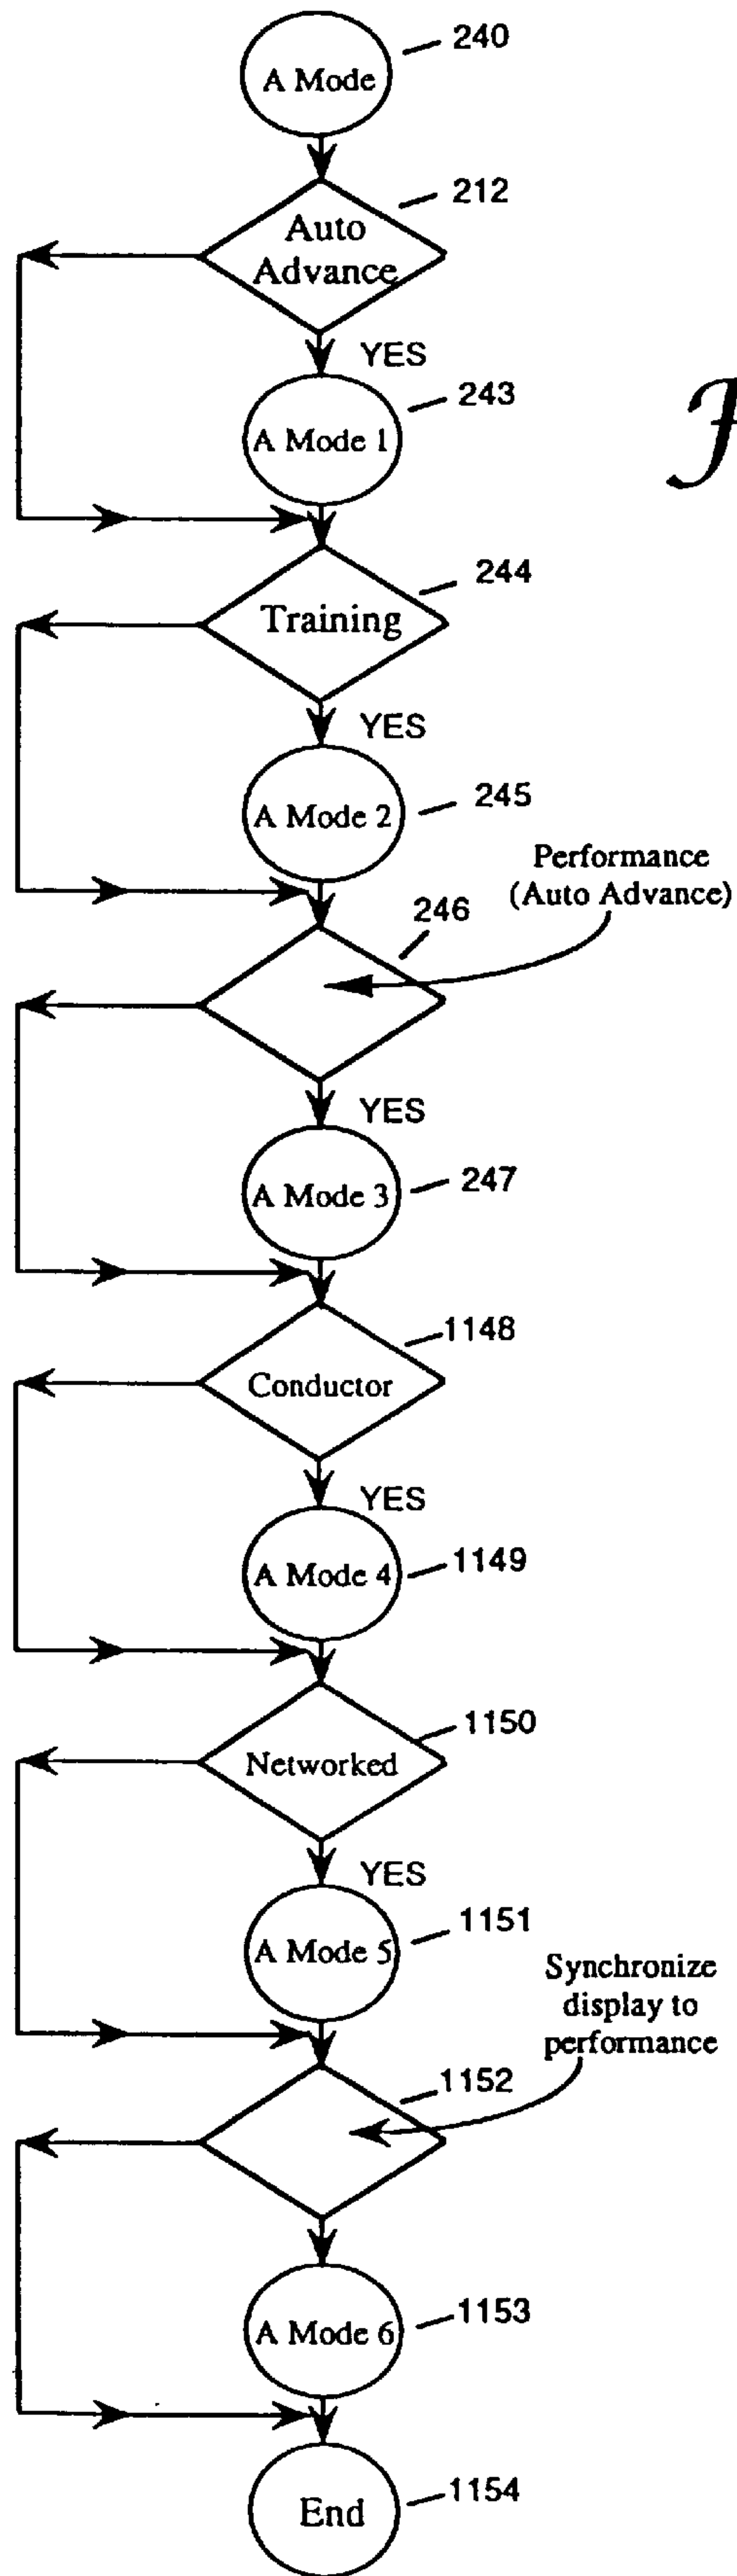 240
A Mode
212
Auto
Advance
YES
243
A Mode 1
244
Training
YES
245
A Mode 2
Performance
(Auto Advance)
246
YES
247
A Mode 3
1148
Conductor
YES
1149
A Mode 4
1150
Networked
YES
1151
A Mode 5
Synchronize
display to
performance
1152
1153
A Mode 6
1154
End